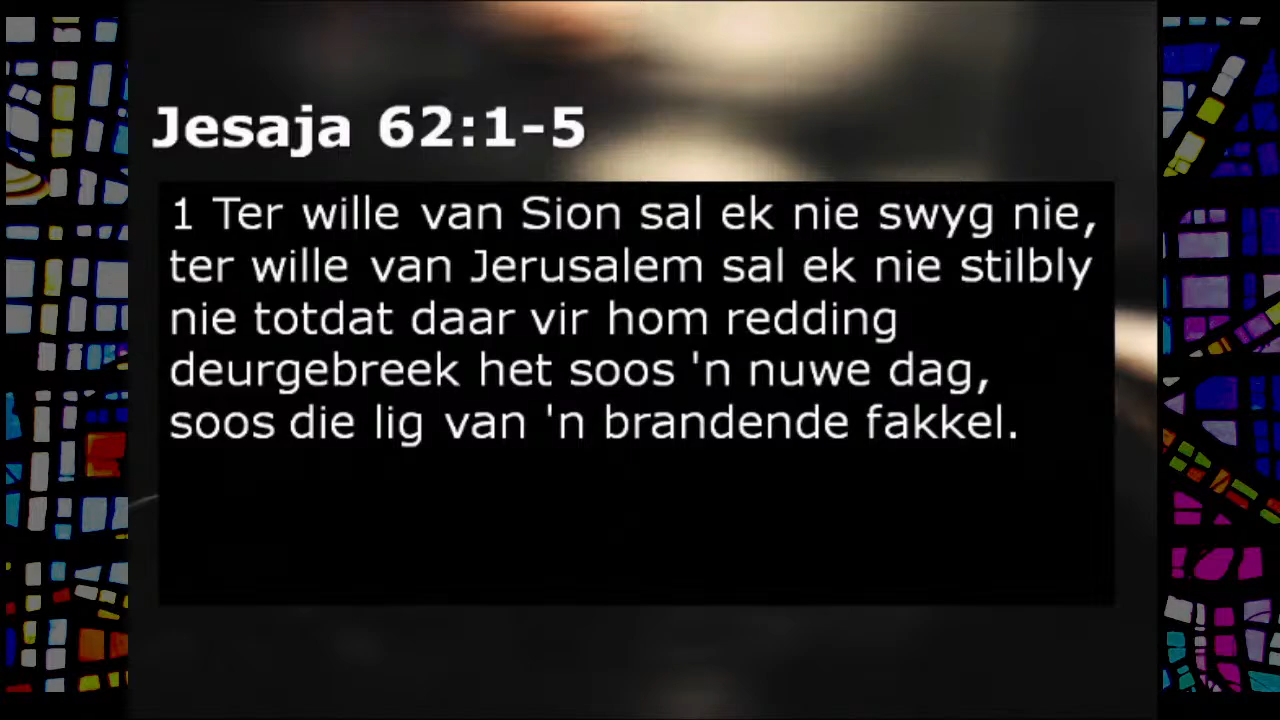 Jesaja 62:1-5
1 Ter wille van Sion sal ek nie swyg nie,
ter wille van Jerusalem sal ek nie stilbly
nie totdat daar vir hom redding
deurgebreek het soos 'n nuwe dag,
soos die lig van 'n brandende fakkel.